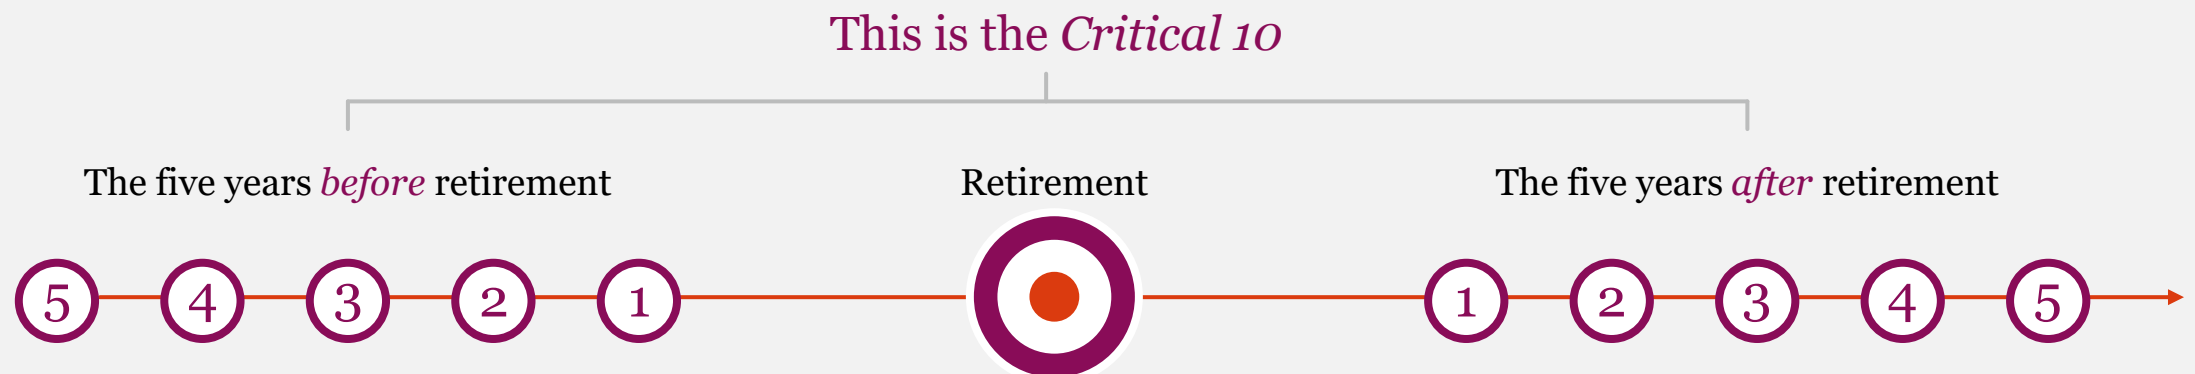 This is the Critical 10
The five years before retirement
Retirement
The five years after retirement
5 4 3 2 1 1 2 3 4 5